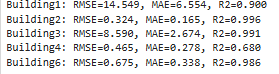 Building1: RMSE=14.549, MAE=6.554, R2=0.900
Building2: RMSE=0.324, MAE=0.165, R2=0.996
Building3: RMSE=8.590, MAE=2.674, R2=0.991
Building4: RMSE=0.465, MAE=0.278, R2=0.680
Building6: RMSE=0.675, MAE=0.338, R2=0.986